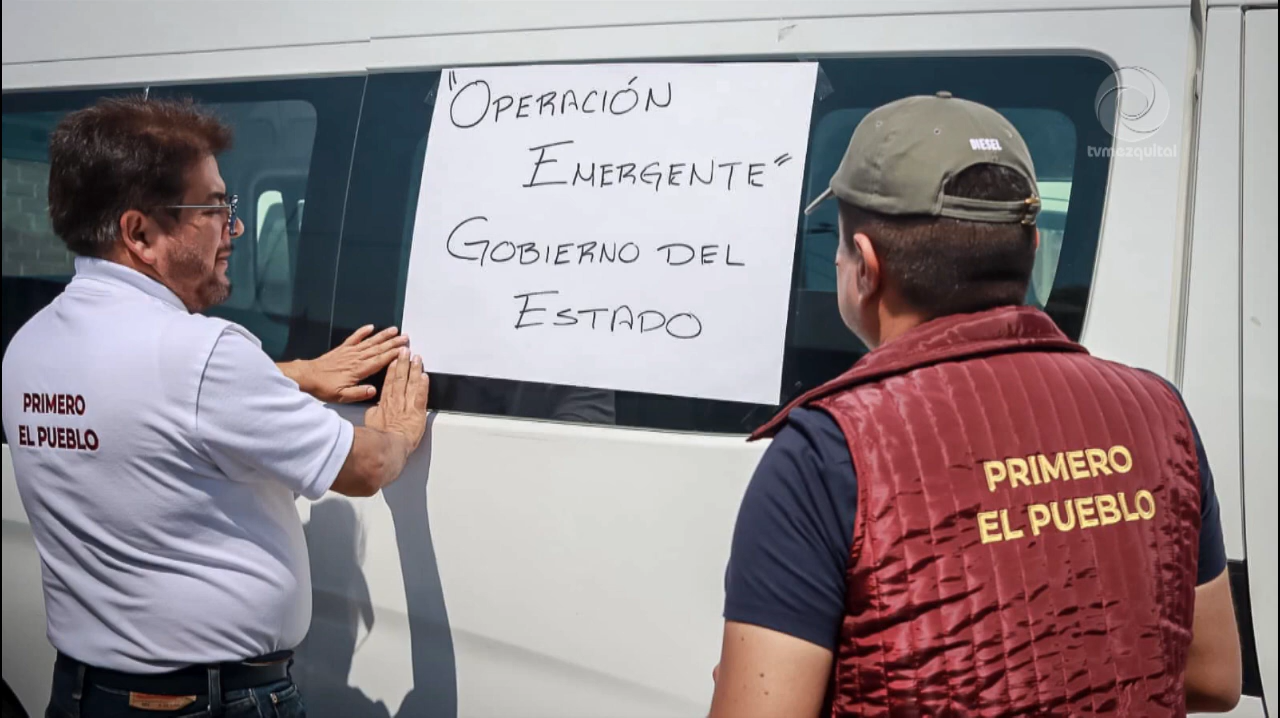 "OPERACIÓN
EMERGENTE"
GOBIERNO DEL
ESTADO
tvmezquital
DIESEL
PRIMERO
EL PUEBLO
PRIMERO
EL PUEBLO